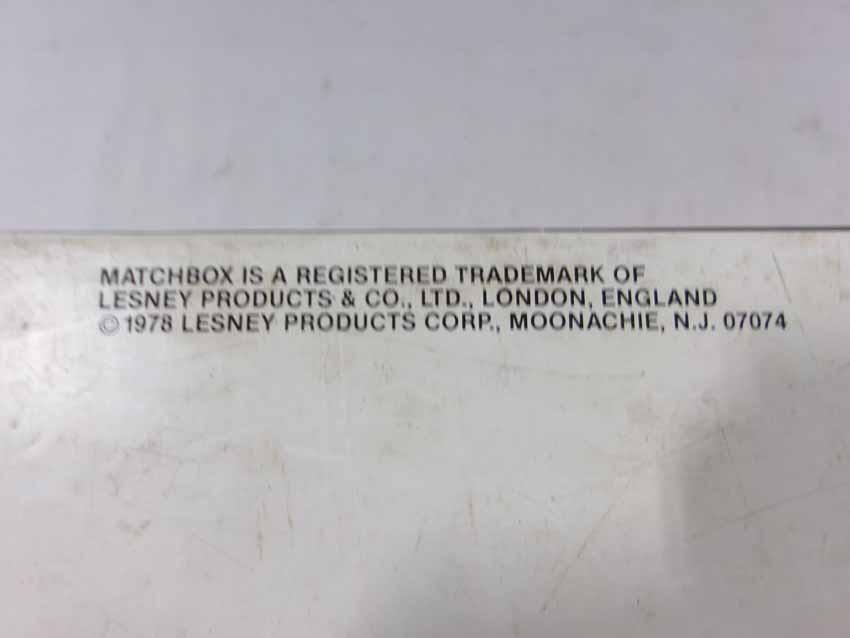 MATCHBOX IS A REGISTERED TRADEMARK OF
LESNEY PRODUCTS & CO., LTD., LONDON, ENGLAND
© 1978 LESNEY PRODUCTS CORP., MOONACHIE, N.J. 07074